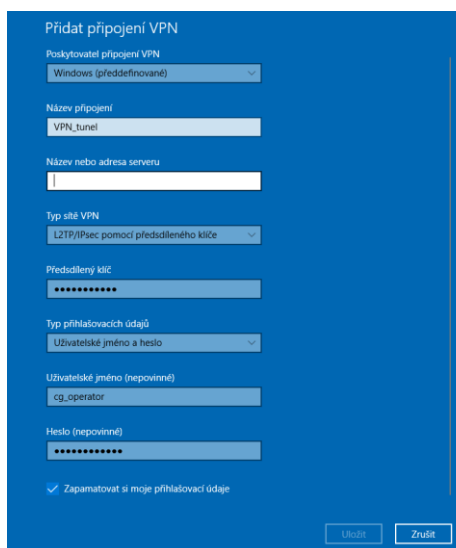 Přidat připojení VPN
Poskytovatel připojení VPN
Windows (předdefinované)
Název připojení
VPN_tunel
Název nebo adresa serveru
Typ sítě VPN
L2TP/IPsec pomocí předsdíleného klíče
Předsdílený klíč
•••••••••••
Typ přihlašovacích údajů
Uživatelské jméno a heslo
Uživatelské jméno (nepovinné)
cg_operator
Heslo (nepovinné)
••••••••••••
Zapamatovat si moje přihlašovací údaje
Uložit Zrušit